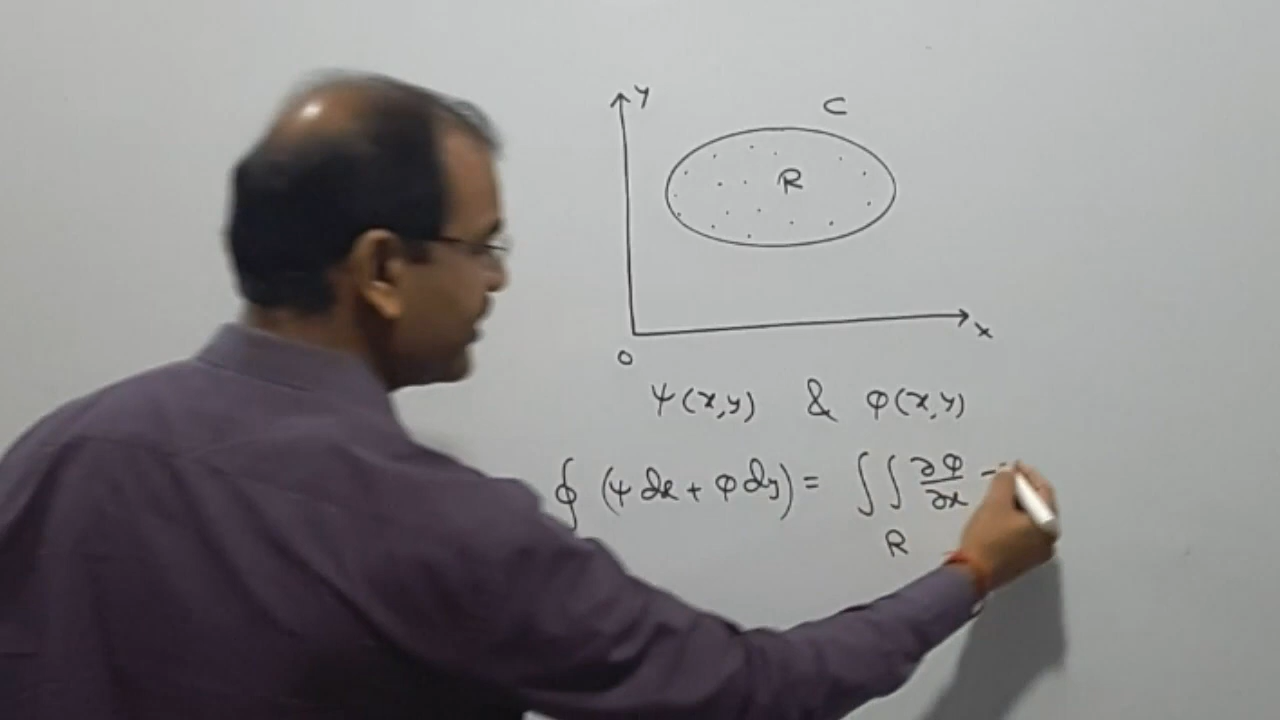 y
C
R
x
0
ψ(x,y) & φ(x,y)
∮ (ψ dx + φ dy) = ∫∫ ∂φ/∂x -
R